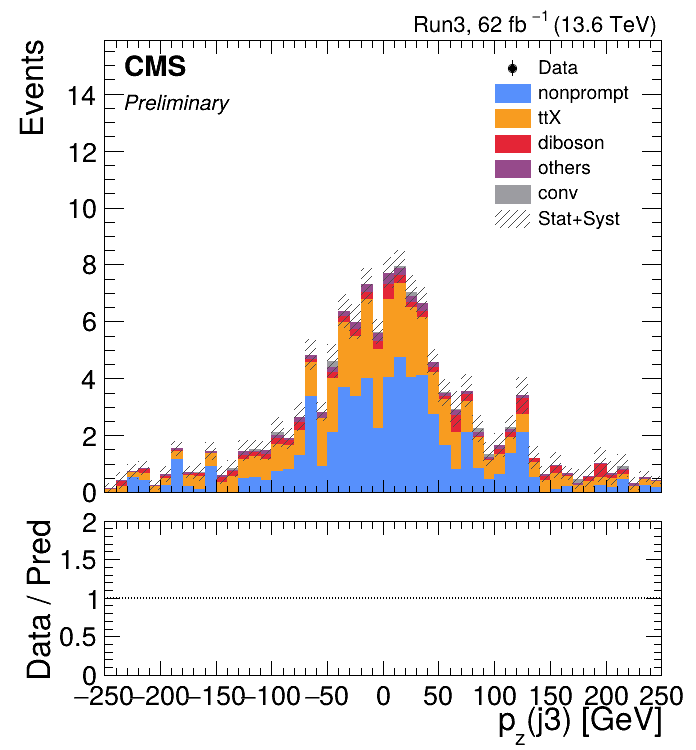 Run3, 62 fb⁻¹ (13.6 TeV)
CMS
Preliminary
Events
Data
nonprompt
ttX
diboson
others
conv
Stat+Syst
14
12
10
8
6
4
2
0
Data / Pred
2
1.5
1
0.5
0
−250 −200 −150 −100 −50 0 50 100 150 200 250
p_z(j3) [GeV]